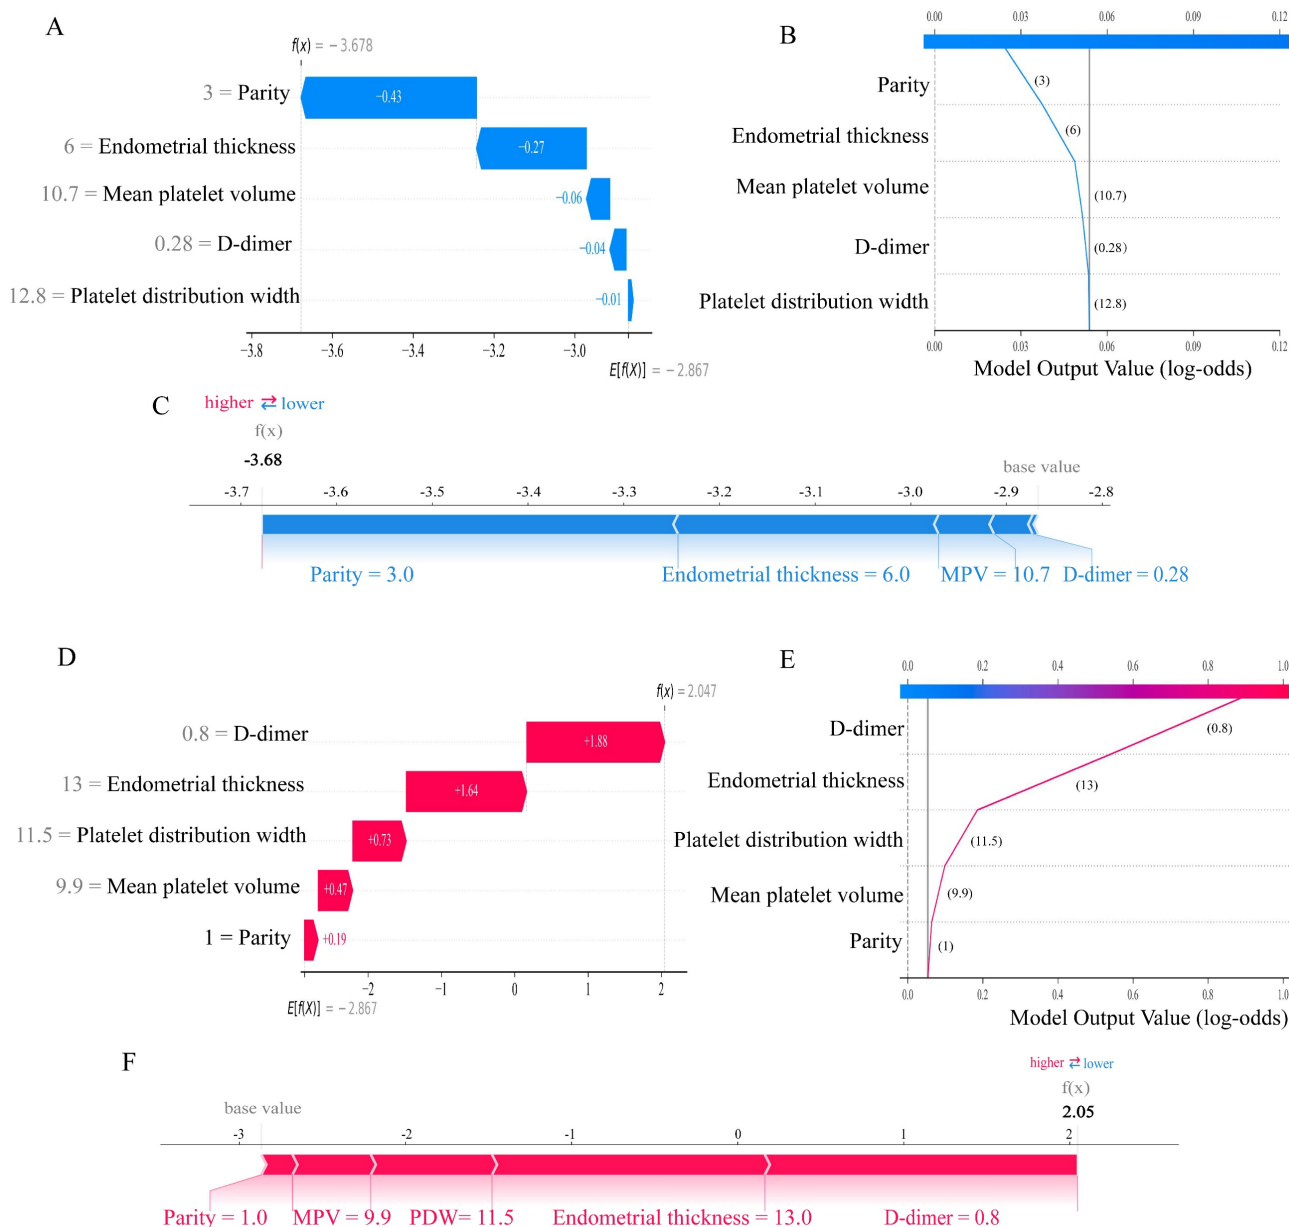 A
f(x) = −3.678
3 = Parity
−0.43
6 = Endometrial thickness
−0.27
10.7 = Mean platelet volume
−0.06
0.28 = D-dimer
−0.04
12.8 = Platelet distribution width
−0.01
−3.8 −3.6 −3.4 −3.2 −3.0
E[f(X)] = −2.867
B
0.00 0.03 0.06 0.09 0.12
Parity
(3)
Endometrial thickness
(6)
Mean platelet volume
(10.7)
D-dimer
(0.28)
Platelet distribution width
(12.8)
0.00 0.03 0.06 0.09 0.12
Model Output Value (log-odds)
C
higher ⇄ lower
f(x)
-3.68
base value
-3.7 -3.6 -3.5 -3.4 -3.3 -3.2 -3.1 -3.0 -2.9 -2.8
Parity = 3.0 Endometrial thickness = 6.0 MPV = 10.7 D-dimer = 0.28
D
f(x) = 2.047
0.8 = D-dimer
+1.88
13 = Endometrial thickness
+1.64
11.5 = Platelet distribution width
+0.73
9.9 = Mean platelet volume
+0.47
1 = Parity
+0.19
−2 −1 0 1 2
E[f(X)] = −2.867
E
0.0 0.2 0.4 0.6 0.8 1.0
D-dimer
(0.8)
Endometrial thickness
(13)
Platelet distribution width
(11.5)
Mean platelet volume
(9.9)
Parity
(1)
0.0 0.2 0.4 0.6 0.8 1.0
Model Output Value (log-odds)
F
higher ⇄ lower
f(x)
2.05
base value
-3 -2 -1 0 1 2
Parity = 1.0 MPV = 9.9 PDW= 11.5 Endometrial thickness = 13.0 D-dimer = 0.8